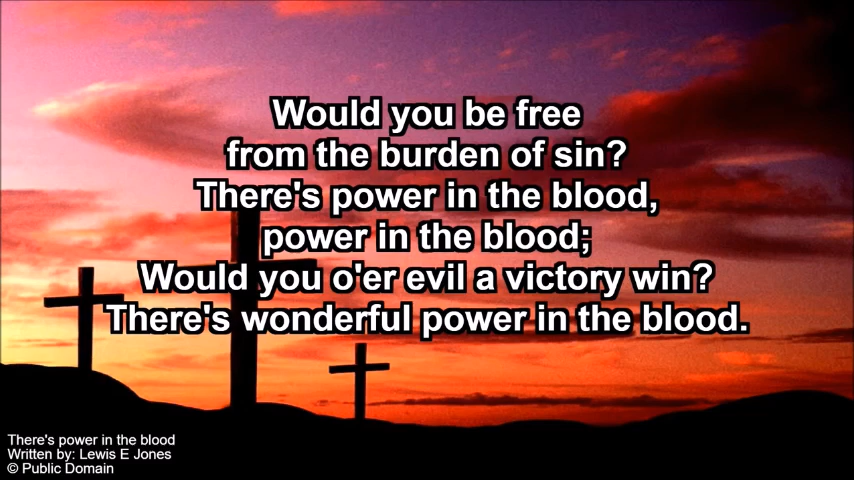 Would you be free
from the burden of sin?
There's power in the blood,
power in the blood;
Would you o'er evil a victory win?
There's wonderful power in the blood.
There's power in the blood
Written by: Lewis E Jones
© Public Domain